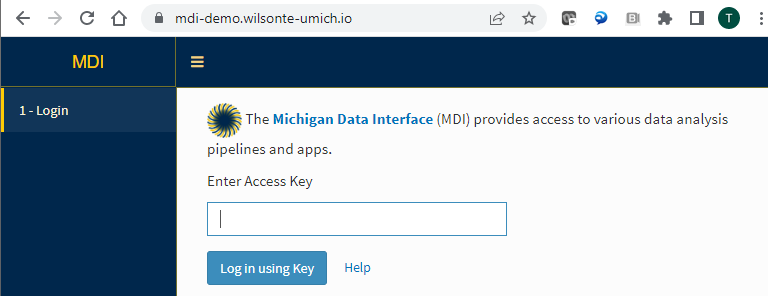 mdi-demo.wilsonte-umich.io
T
MDI
1 - Login
The Michigan Data Interface (MDI) provides access to various data analysis
pipelines and apps.
Enter Access Key
Log in using Key
Help